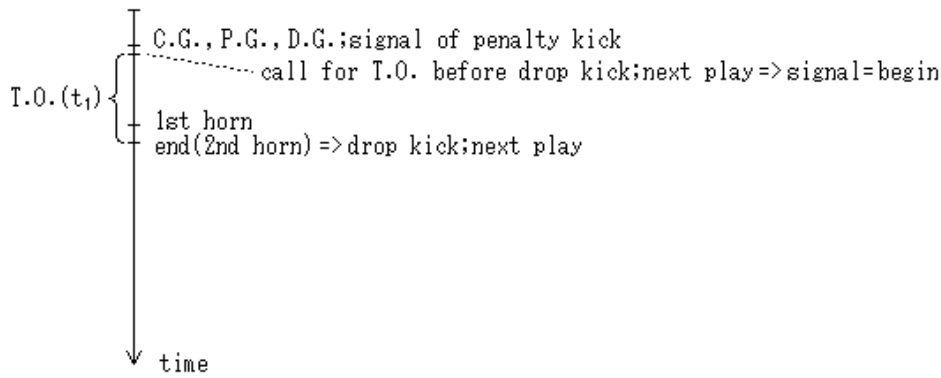 C.G., P.G., D.G.;signal of penalty kick
call for T.O. before drop kick;next play=>signal=begin
T.O.(t₁)
1st horn
end(2nd horn)=>drop kick;next play
time